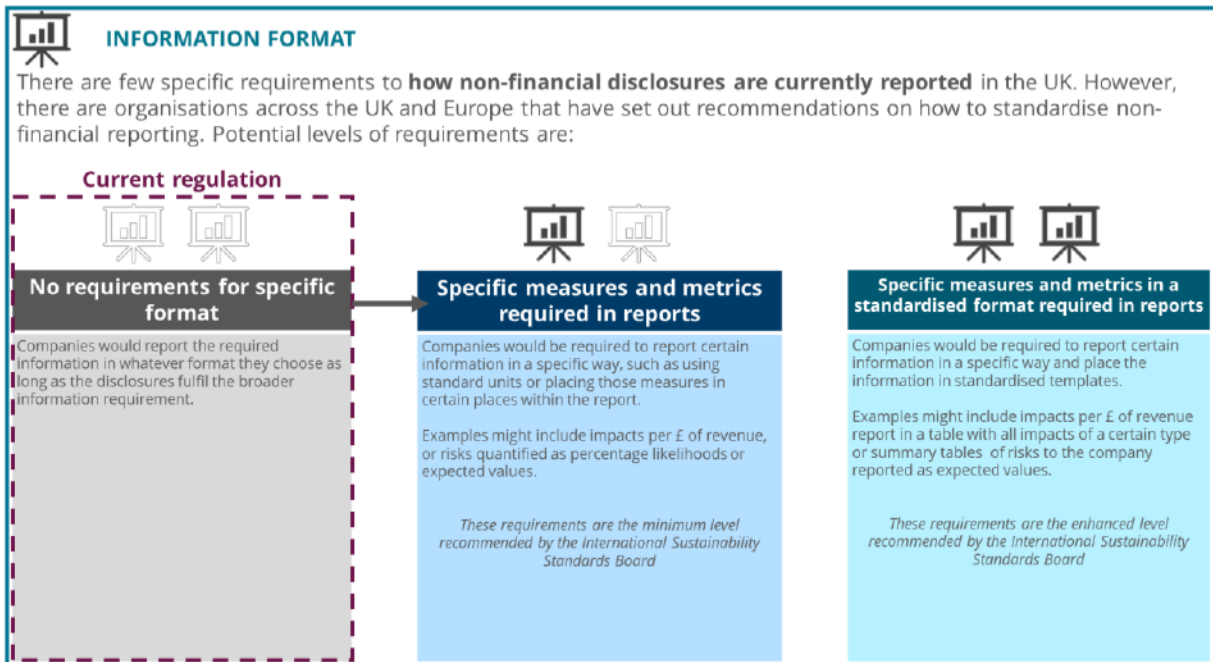 INFORMATION FORMAT
There are few specific requirements to how non-financial disclosures are currently reported in the UK. However,
there are organisations across the UK and Europe that have set out recommendations on how to standardise non-
financial reporting. Potential levels of requirements are:
Current regulation
No requirements for specific
format
Companies would report the required
information in whatever format they choose as
long as the disclosures fulfil the broader
information requirement.
Specific measures and metrics
required in reports
Companies would be required to report certain
information in a specific way, such as using
standard units or placing those measures in
certain places within the report.
Examples might include impacts per £ of revenue,
or risks quantified as percentage likelihoods or
expected values.
These requirements are the minimum level
recommended by the International Sustainability
Standards Board
Specific measures and metrics in a
standardised format required in reports
Companies would be required to report certain
information in a specific way and place the
information in standardised templates.
Examples might include impacts per £ of revenue
report in a table with all impacts of a certain type
or summary tables of risks to the company
reported as expected values.
These requirements are the enhanced level
recommended by the International Sustainability
Standards Board